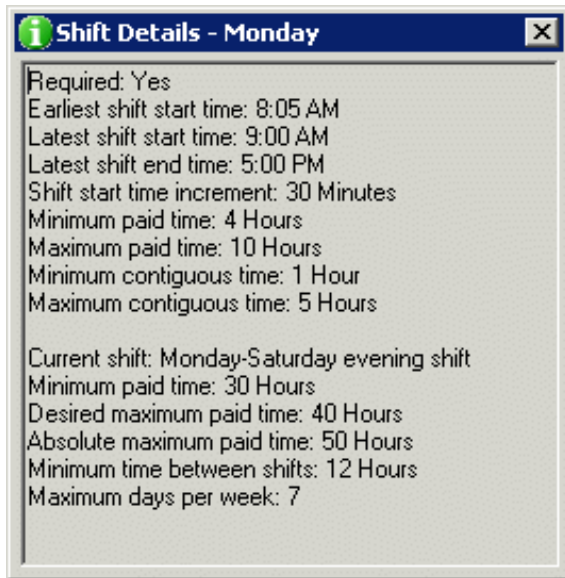 Shift Details - Monday
Required: Yes
Earliest shift start time: 8:05 AM
Latest shift start time: 9:00 AM
Latest shift end time: 5:00 PM
Shift start time increment: 30 Minutes
Minimum paid time: 4 Hours
Maximum paid time: 10 Hours
Minimum contiguous time: 1 Hour
Maximum contiguous time: 5 Hours
Current shift: Monday-Saturday evening shift
Minimum paid time: 30 Hours
Desired maximum paid time: 40 Hours
Absolute maximum paid time: 50 Hours
Minimum time between shifts: 12 Hours
Maximum days per week: 7